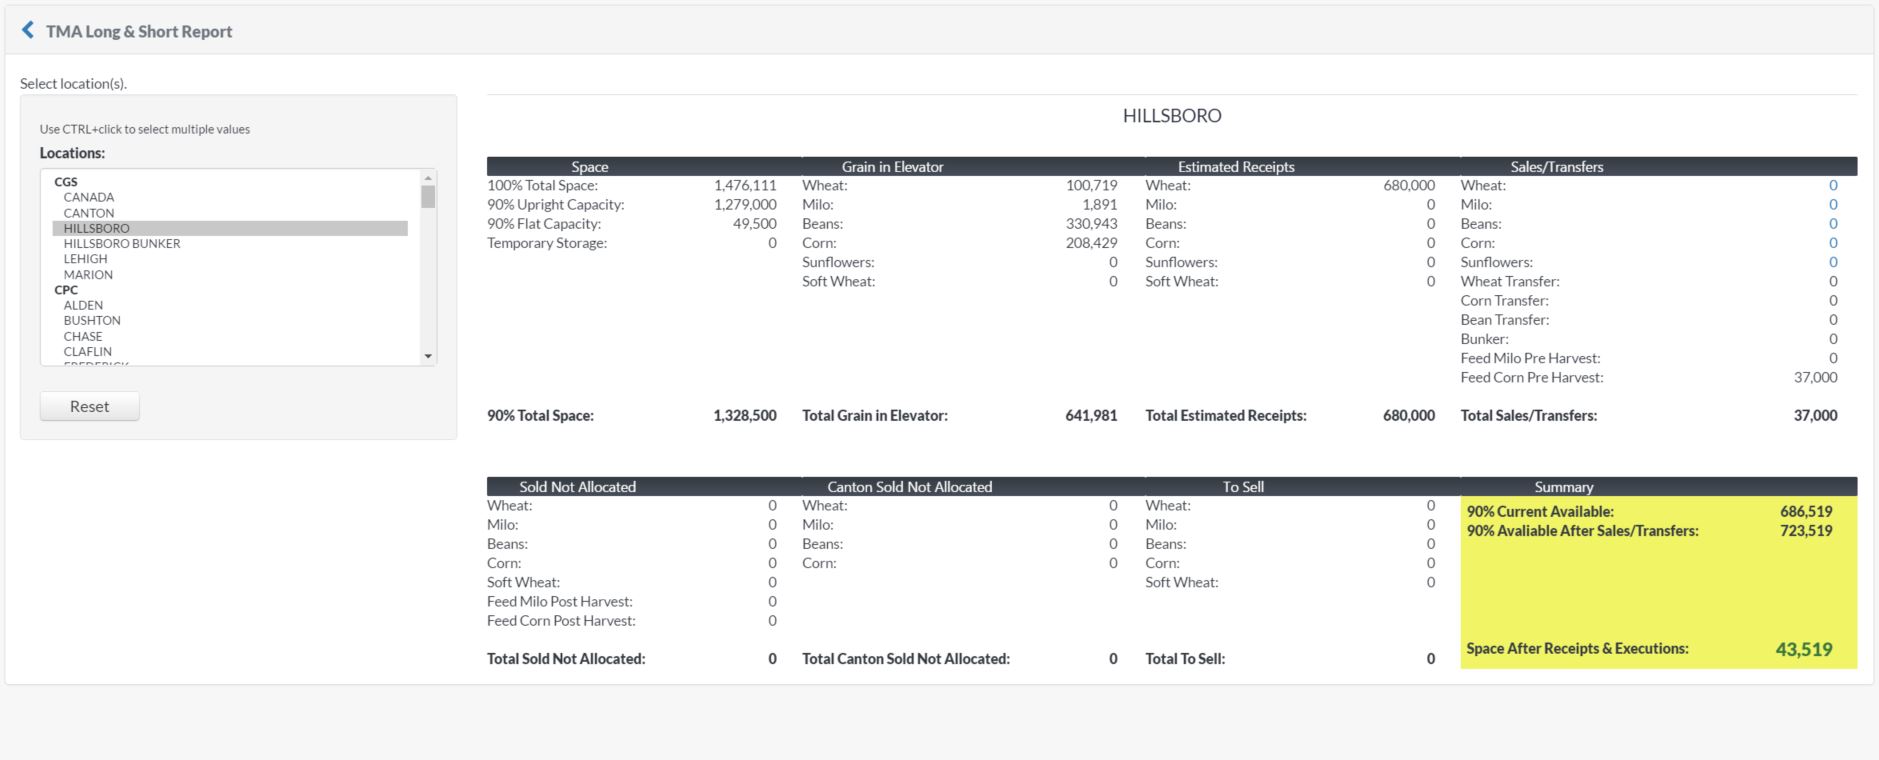 TMA Long & Short Report
Select location(s).
Use CTRL+click to select multiple values
Locations:
CGS
CANADA
CANTON
HILLSBORO
HILLSBORO BUNKER
LEHIGH
MARION
CPC
ALDEN
BUSHTON
CHASE
CLAFLIN
FREDERICK
Reset
HILLSBORO
Space Grain in Elevator Estimated Receipts Sales/Transfers
100% Total Space: 1,476,111 Wheat: 100,719 Wheat: 680,000 Wheat: 0
90% Upright Capacity: 1,279,000 Milo: 1,891 Milo: 0 Milo: 0
90% Flat Capacity: 49,500 Beans: 330,943 Beans: 0 Beans: 0
Temporary Storage: 0 Corn: 208,429 Corn: 0 Corn: 0
Sunflowers: 0 Sunflowers: 0 Sunflowers: 0
Soft Wheat: 0 Soft Wheat: 0 Wheat Transfer: 0
Corn Transfer: 0
Bean Transfer: 0
Bunker: 0
Feed Milo Pre Harvest: 0
Feed Corn Pre Harvest: 37,000
90% Total Space: 1,328,500 Total Grain in Elevator: 641,981 Total Estimated Receipts: 680,000 Total Sales/Transfers: 37,000
Sold Not Allocated Canton Sold Not Allocated To Sell Summary
Wheat: 0 Wheat: 0 Wheat: 0 90% Current Available: 686,519
Milo: 0 Milo: 0 Milo: 0 90% Avaliable After Sales/Transfers: 723,519
Beans: 0 Beans: 0 Beans: 0
Corn: 0 Corn: 0 Corn: 0
Soft Wheat: 0 Soft Wheat: 0
Feed Milo Post Harvest: 0
Feed Corn Post Harvest: 0
Total Sold Not Allocated: 0 Total Canton Sold Not Allocated: 0 Total To Sell: 0 Space After Receipts & Executions: 43,519